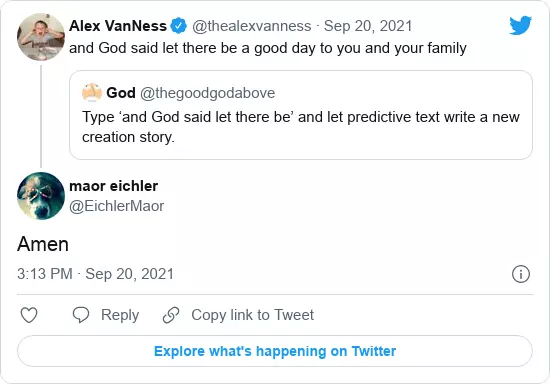 Alex VanNess @thealexvanness · Sep 20, 2021
and God said let there be a good day to you and your family
God @thegoodgodabove
Type ‘and God said let there be’ and let predictive text write a new
creation story.
maor eichler
@EichlerMaor
Amen
3:13 PM · Sep 20, 2021
Reply Copy link to Tweet
Explore what's happening on Twitter